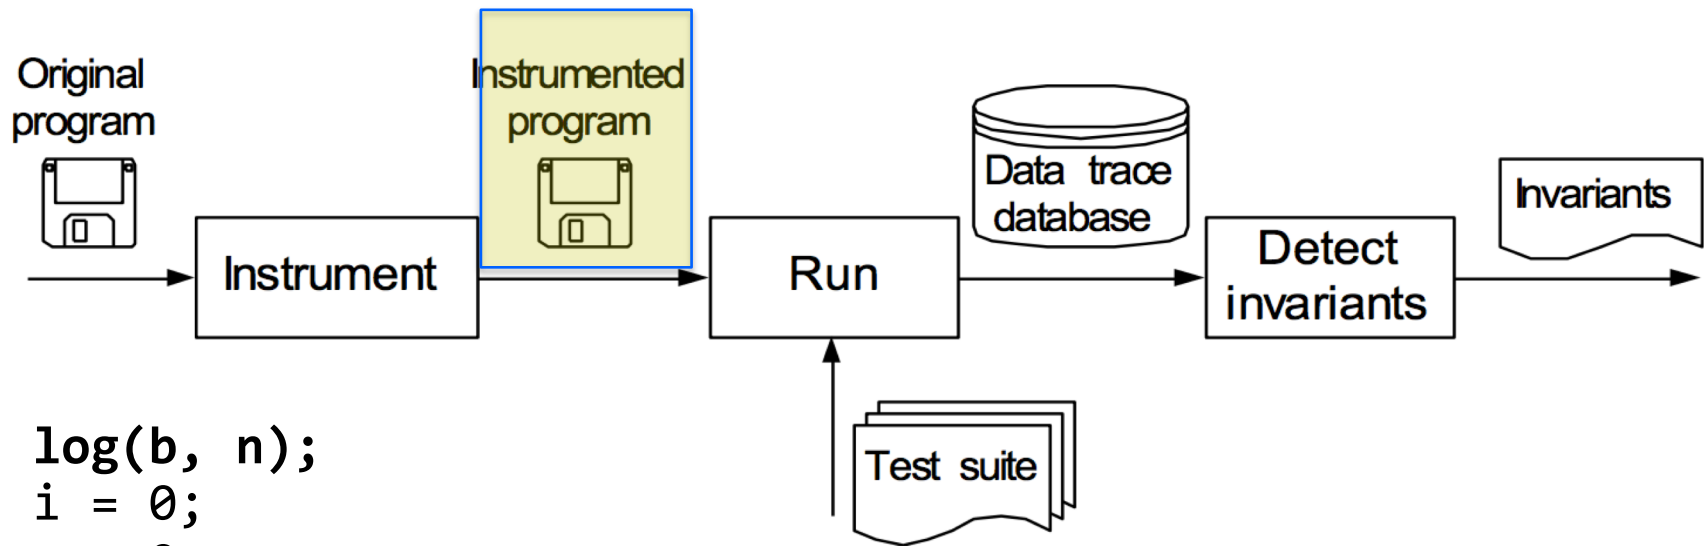 Original
program
Instrumented
program
Data trace
database
Invariants
Instrument
Run
Detect
invariants
Test suite
log(b, n);
i = 0;